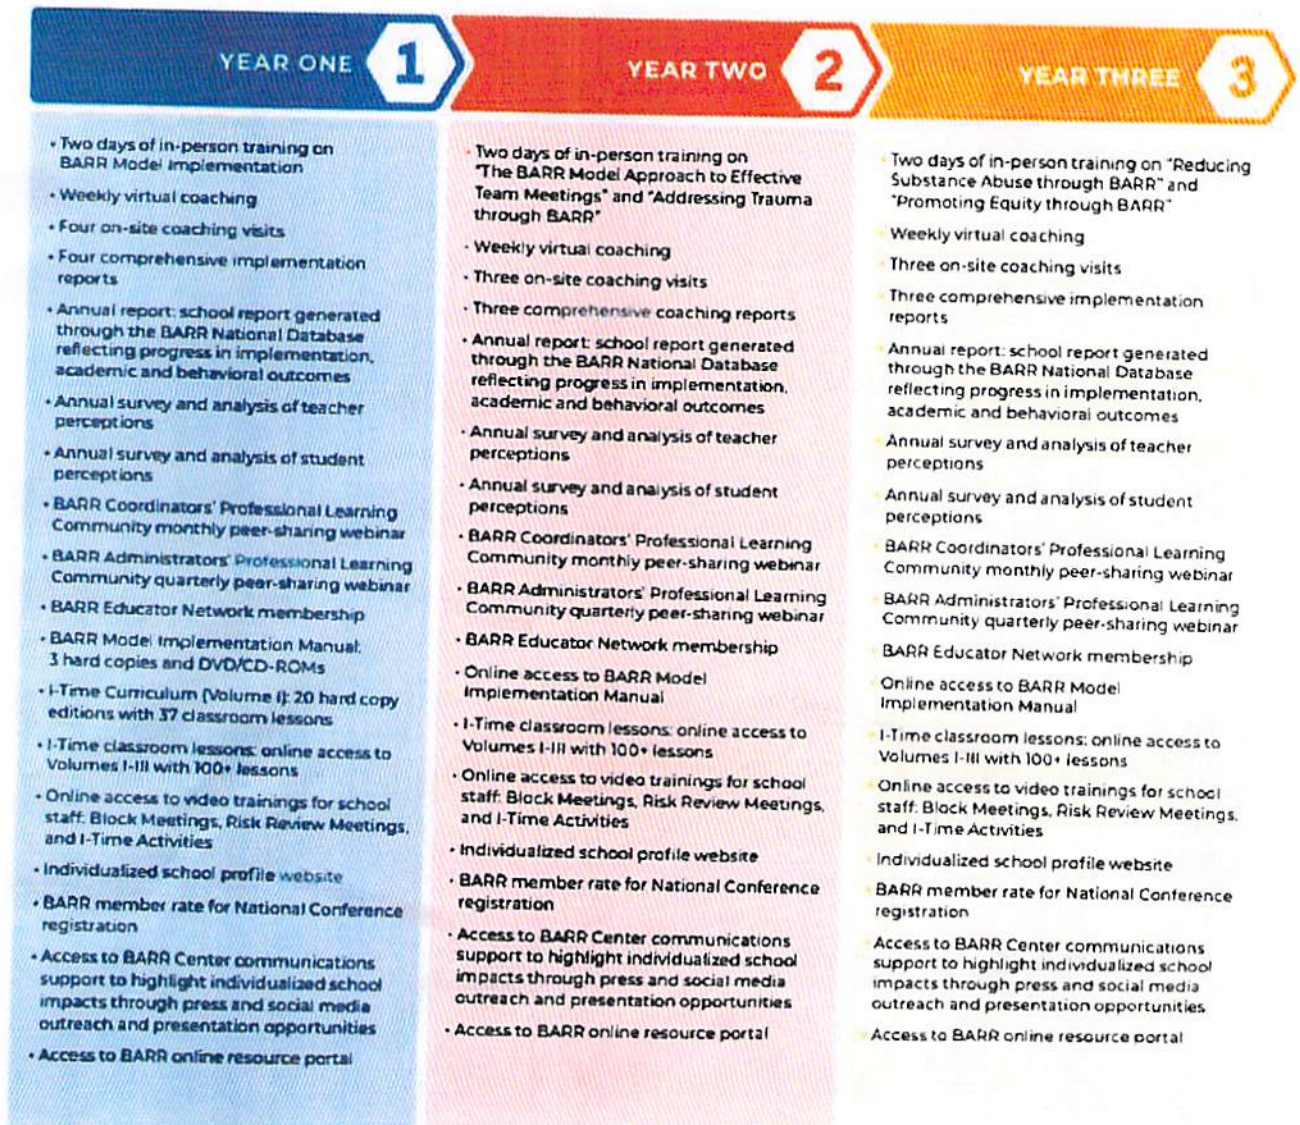 YEAR ONE 1
• Two days of in-person training on
BARR Model Implementation
• Weekly virtual coaching
• Four on-site coaching visits
• Four comprehensive implementation
reports
• Annual report: school report generated
through the BARR National Database
reflecting progress in implementation,
academic and behavioral outcomes
• Annual survey and analysis of teacher
perceptions
• Annual survey and analysis of student
perceptions
• BARR Coordinators' Professional Learning
Community monthly peer-sharing webinar
• BARR Administrators' Professional Learning
Community quarterly peer-sharing webinar
• BARR Educator Network membership
• BARR Model Implementation Manual:
3 hard copies and DVD/CD-ROMs
• I-Time Curriculum (Volume I): 20 hard copy
editions with 37 classroom lessons
• I-Time classroom lessons: online access to
Volumes I-III with 100+ lessons
• Online access to video trainings for school
staff: Block Meetings, Risk Review Meetings,
and I-Time Activities
• Individualized school profile website
• BARR member rate for National Conference
registration
• Access to BARR Center communications
support to highlight individualized school
impacts through press and social media
outreach and presentation opportunities
• Access to BARR online resource portal
YEAR TWO 2
• Two days of in-person training on
"The BARR Model Approach to Effective
Team Meetings" and "Addressing Trauma
through BARR"
• Weekly virtual coaching
• Three on-site coaching visits
• Three comprehensive coaching reports
• Annual report: school report generated
through the BARR National Database
reflecting progress in implementation,
academic and behavioral outcomes
• Annual survey and analysis of teacher
perceptions
• Annual survey and analysis of student
perceptions
• BARR Coordinators' Professional Learning
Community monthly peer-sharing webinar
• BARR Administrators' Professional Learning
Community quarterly peer-sharing webinar
• BARR Educator Network membership
• Online access to BARR Model
Implementation Manual
• I-Time classroom lessons: online access to
Volumes I-III with 100+ lessons
• Online access to video trainings for school
staff: Block Meetings, Risk Review Meetings,
and I-Time Activities
• Individualized school profile website
• BARR member rate for National Conference
registration
• Access to BARR Center communications
support to highlight individualized school
impacts through press and social media
outreach and presentation opportunities
• Access to BARR online resource portal
YEAR THREE 3
• Two days of in-person training on "Reducing
Substance Abuse through BARR" and
"Promoting Equity through BARR"
• Weekly virtual coaching
• Three on-site coaching visits
• Three comprehensive implementation
reports
• Annual report: school report generated
through the BARR National Database
reflecting progress in implementation,
academic and behavioral outcomes
• Annual survey and analysis of teacher
perceptions
• Annual survey and analysis of student
perceptions
• BARR Coordinators' Professional Learning
Community monthly peer-sharing webinar
• BARR Administrators' Professional Learning
Community quarterly peer-sharing webinar
• BARR Educator Network membership
• Online access to BARR Model
Implementation Manual
• I-Time classroom lessons: online access to
Volumes I-III with 100+ lessons
• Online access to video trainings for school
staff: Block Meetings, Risk Review Meetings,
and I-Time Activities
• Individualized school profile website
• BARR member rate for National Conference
registration
• Access to BARR Center communications
support to highlight individualized school
impacts through press and social media
outreach and presentation opportunities
• Access to BARR online resource portal